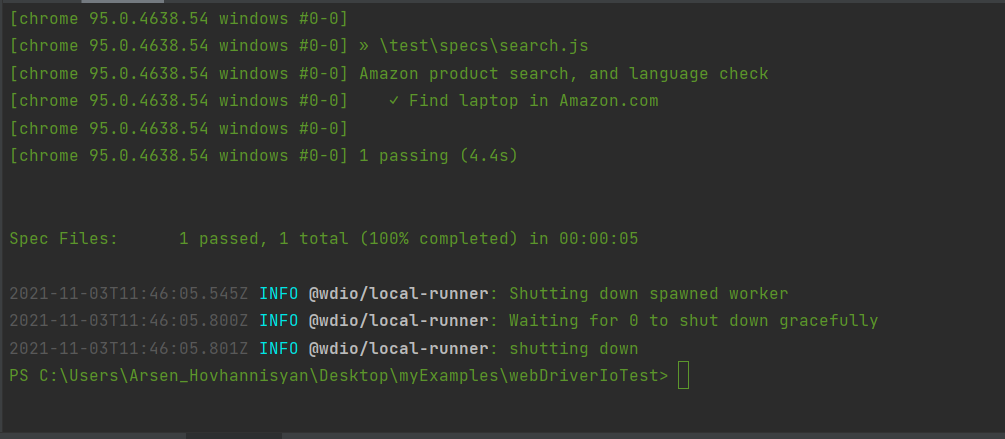 [chrome 95.0.4638.54 windows #0-0]
[chrome 95.0.4638.54 windows #0-0] » \test\specs\search.js
[chrome 95.0.4638.54 windows #0-0] Amazon product search, and language check
[chrome 95.0.4638.54 windows #0-0]    ✓ Find laptop in Amazon.com
[chrome 95.0.4638.54 windows #0-0]
[chrome 95.0.4638.54 windows #0-0] 1 passing (4.4s)
Spec Files:      1 passed, 1 total (100% completed) in 00:00:05
2021-11-03T11:46:05.545Z INFO @wdio/local-runner: Shutting down spawned worker
2021-11-03T11:46:05.800Z INFO @wdio/local-runner: Waiting for 0 to shut down gracefully
2021-11-03T11:46:05.801Z INFO @wdio/local-runner: shutting down
PS C:\Users\Arsen_Hovhannisyan\Desktop\myExamples\webDriverIoTest>